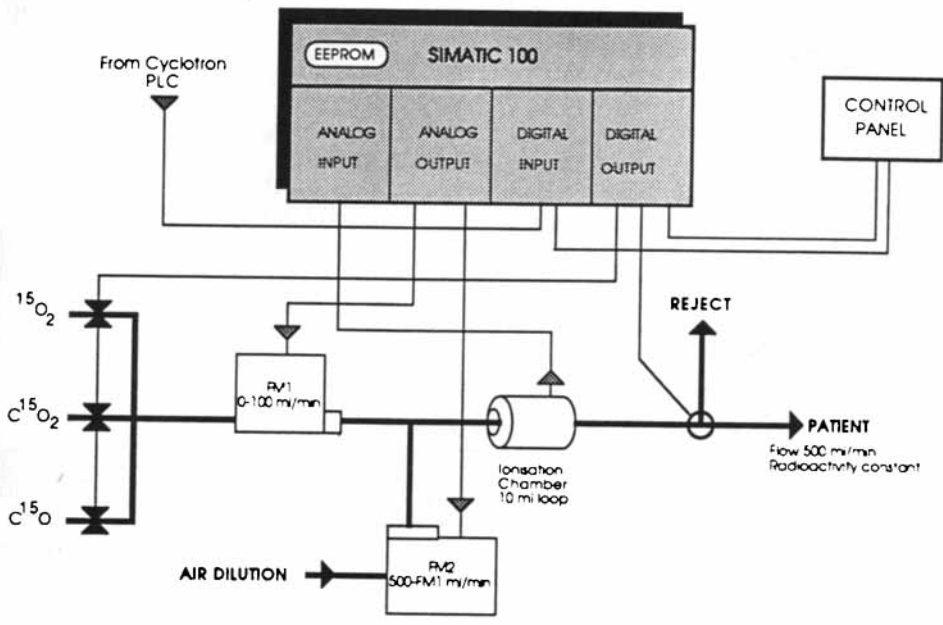 EEPROM SIMATIC 100
From Cyclotron
PLC
ANALOG
INPUT
ANALOG
OUTPUT
DIGITAL
INPUT
DIGITAL
OUTPUT
CONTROL
PANEL
15O2
REJECT
FM1
0-100 ml/min
C15O2
PATIENT
Flow 500 ml/min
Radioactivity constant
Ionisation
Chamber
10 ml loop
C15O
AIR DILUTION
FM2
500-FM1 ml/min